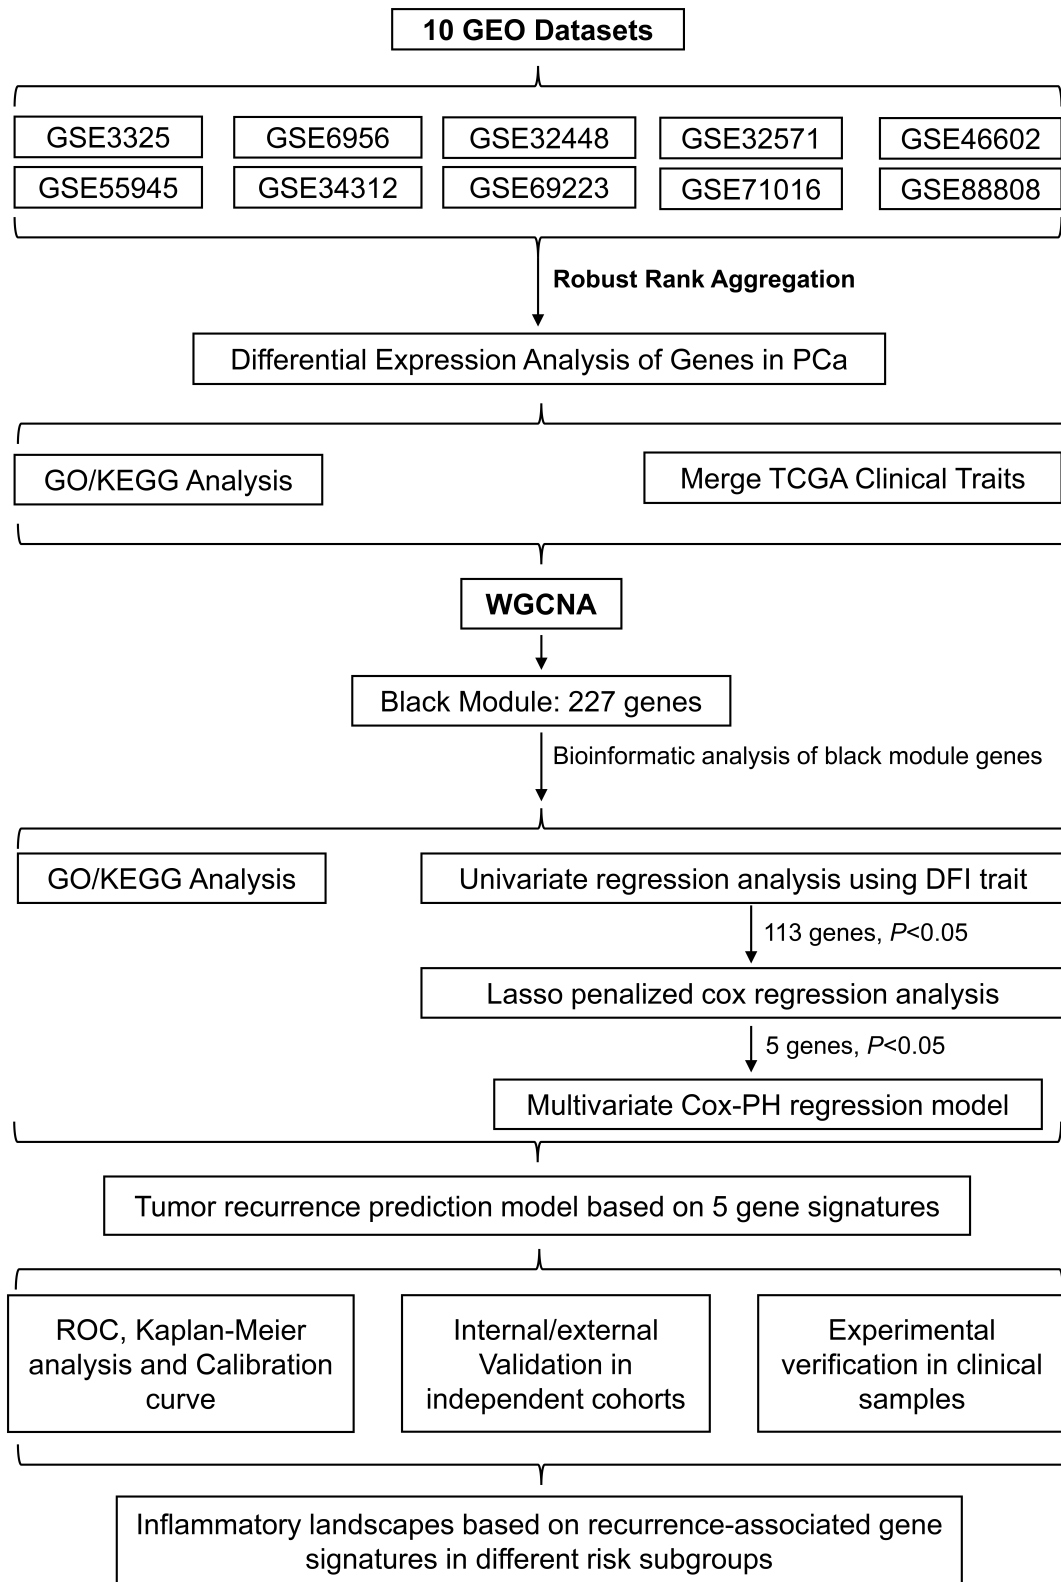 10 GEO Datasets
GSE3325
GSE6956
GSE32448
GSE32571
GSE46602
GSE55945
GSE34312
GSE69223
GSE71016
GSE88808
Robust Rank Aggregation
Differential Expression Analysis of Genes in PCa
GO/KEGG Analysis
Merge TCGA Clinical Traits
WGCNA
Black Module: 227 genes
Bioinformatic analysis of black module genes
GO/KEGG Analysis
Univariate regression analysis using DFI trait
113 genes, P<0.05
Lasso penalized cox regression analysis
5 genes, P<0.05
Multivariate Cox-PH regression model
Tumor recurrence prediction model based on 5 gene signatures
ROC, Kaplan-Meier
analysis and Calibration
curve
Internal/external
Validation in
independent cohorts
Experimental
verification in clinical
samples
Inflammatory landscapes based on recurrence-associated gene
signatures in different risk subgroups